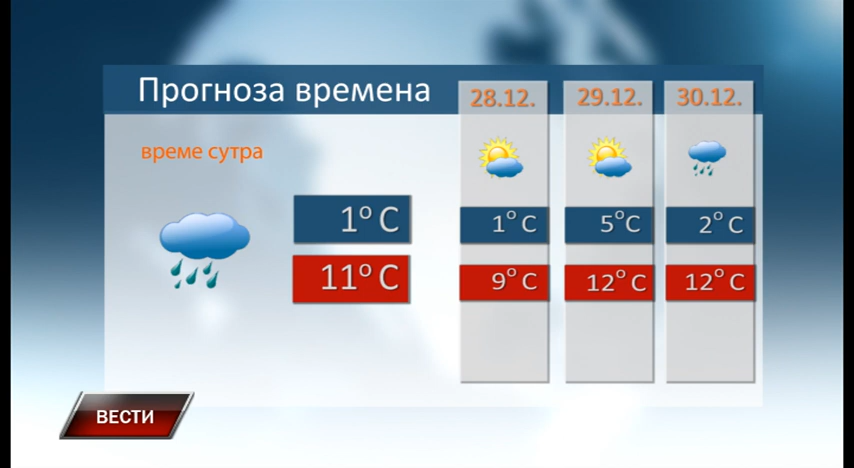 Прогноза времена
време сутра
1° C
11° C
28.12.
1° C
9° C
29.12.
5°C
12° C
30.12.
2° C
12° C
ВЕСТИ